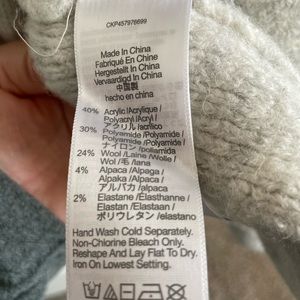 CKP457976699
Made In China
Fabriqué En Chine
Hergestellt In China
Vervaardigd In China
中国製
hecho en china
40% Acrylic /Acrylique /
Polyacryl /Acryl /
アクリル /acrilico
30% Polyamide /Polyamide /
Polyamide /Polyamide /
ナイロン /poliamida
24% Wool /Laine /Wolle /
Wol /毛 /lana
4% Alpaca /Alpaga /
Alpaka /Alpaca /
アルパカ /alpaca
2% Elastane /Élasthanne /
Elastan /Elastaan /
ポリウレタン /elastano
Hand Wash Cold Separately.
Non-Chlorine Bleach Only.
Reshape And Lay Flat To Dry.
Iron On Lowest Setting.